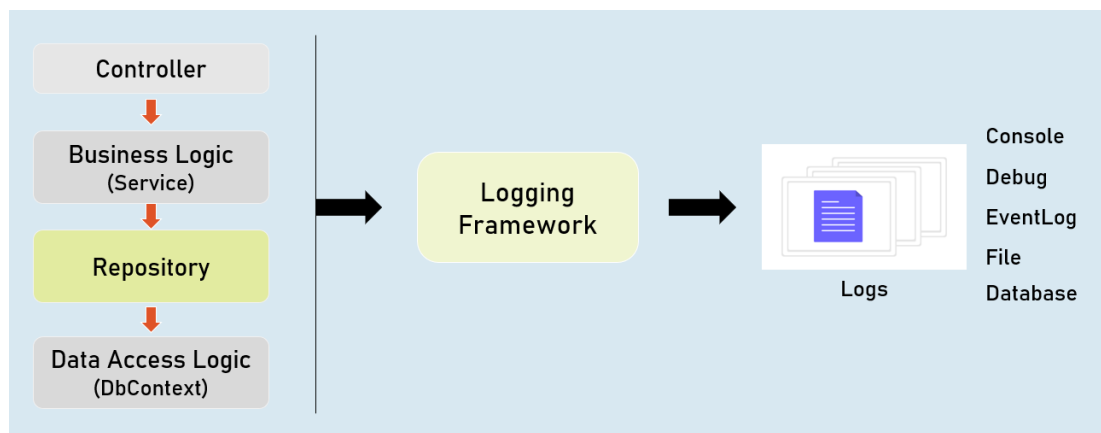 Controller
Business Logic
(Service)
Repository
Data Access Logic
(DbContext)
Logging
Framework
Logs
Console
Debug
EventLog
File
Database